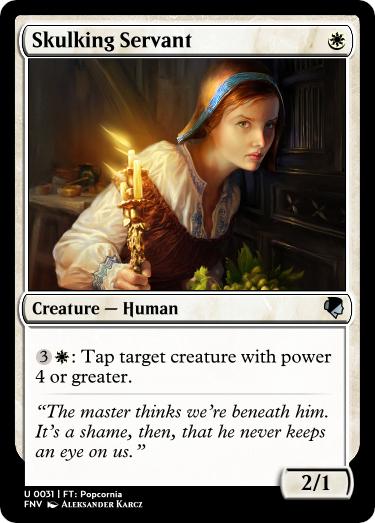 Skulking Servant
Creature — Human
3 : Tap target creature with power
4 or greater.
“The master thinks we’re beneath him.
It’s a shame, then, that he never keeps
an eye on us.”
2/1
U 0031 | FT: Popcornia
FNV Aleksander Karcz